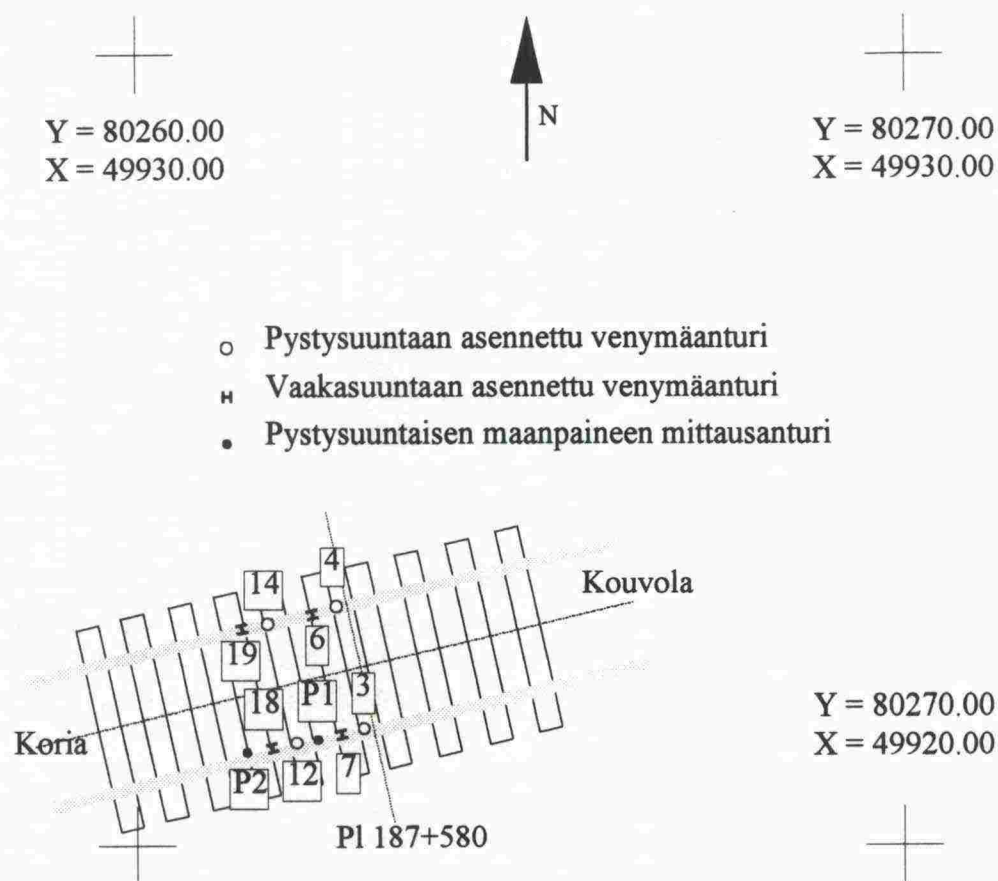 Y = 80260.00
X = 49930.00
N
Y = 80270.00
X = 49930.00
Pystysuuntaan asennettu venymäanturi
Vaakasuuntaan asennettu venymäanturi
Pystysuuntaisen maanpaineen mittausanturi
4
14
Kouvola
6
19
3
P1
18
Koria
Y = 80270.00
X = 49920.00
P2
12
7
Pl 187+580